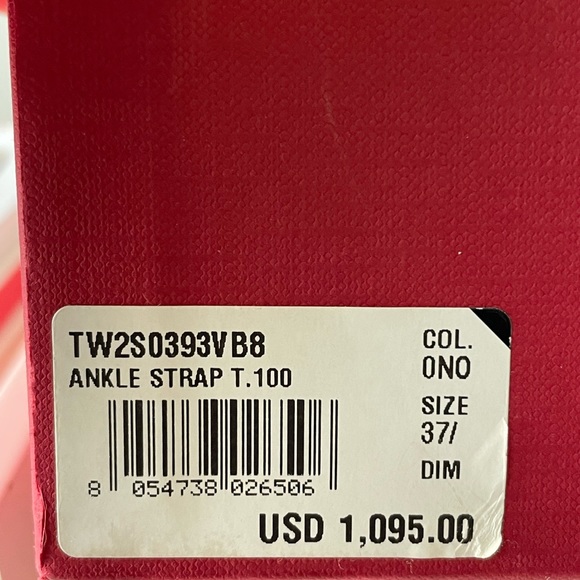 TW2S0393VB8
ANKLE STRAP T.100
COL.
0NO
SIZE
37/
DIM
8 054738 026506
USD 1,095.00